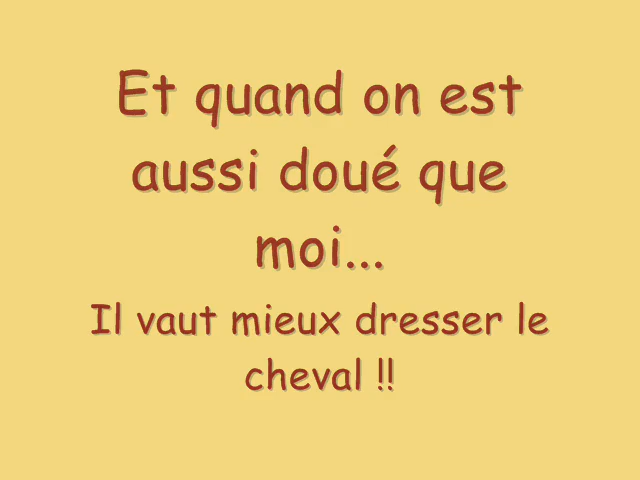 Et quand on est
aussi doué que
moi...
Il vaut mieux dresser le
cheval !!